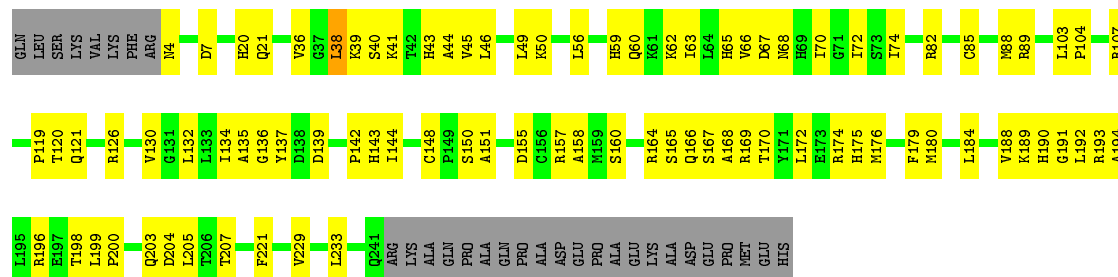 GLN LEU SER LYS VAL LYS PHE ARG N4 D7 H20 Q21 V36 G37 L38 K39 S40 K41 T42 H43 A44 V45 L46 L49 K50 L56 H59 Q60 K61 K62 I63 L64 H65 V66 D67 N68 H69 I70 G71 I72 S73 I74 R82 C85 M88 R89 L103 P104
P119 T120 Q121 R126 V130 G131 L132 L133 I134 A135 G136 Y137 D138 D139 P142 H143 I144 C148 P149 S150 A151 D155 C156 R157 A158 M159 S160 R164 S165 Q166 S167 A168 R169 T170 Y171 L172 E173 R174 H175 M176 F179 M180 L184 V188 K189 H190 G191 L192 R193 A194
L195 R196 E197 T198 L199 P200 Q203 D204 L205 T206 T207 F221 V229 L233 Q241 ARG LYS ALA GLN PRO ALA GLN PRO ALA ASP GLU PRO ALA GLU LYS ALA ASP GLU PRO MET GLU HIS